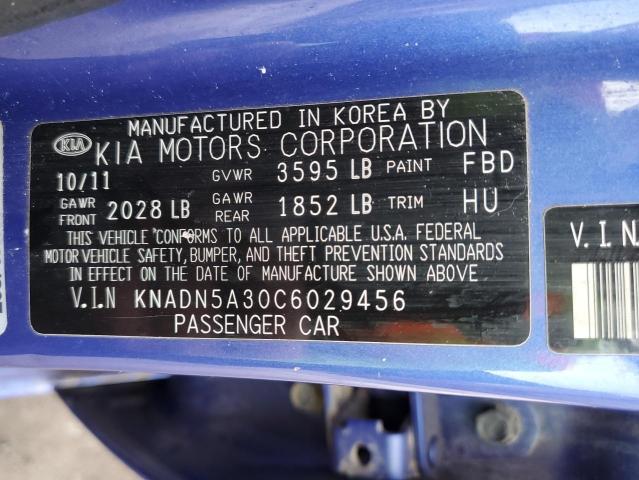 MANUFACTURED IN KOREA BY
KIA KIA MOTORS CORPORATION
10/11 GVWR 3595 LB PAINT FBD
GAWR FRONT 2028 LB GAWR REAR 1852 LB TRIM HU
THIS VEHICLE CONFORMS TO ALL APPLICABLE U.S.A. FEDERAL
MOTOR VEHICLE SAFETY, BUMPER, AND THEFT PREVENTION STANDARDS
IN EFFECT ON THE DATE OF MANUFACTURE SHOWN ABOVE.
V.I.N KNADN5A30C6029456
PASSENGER CAR
V.I.N